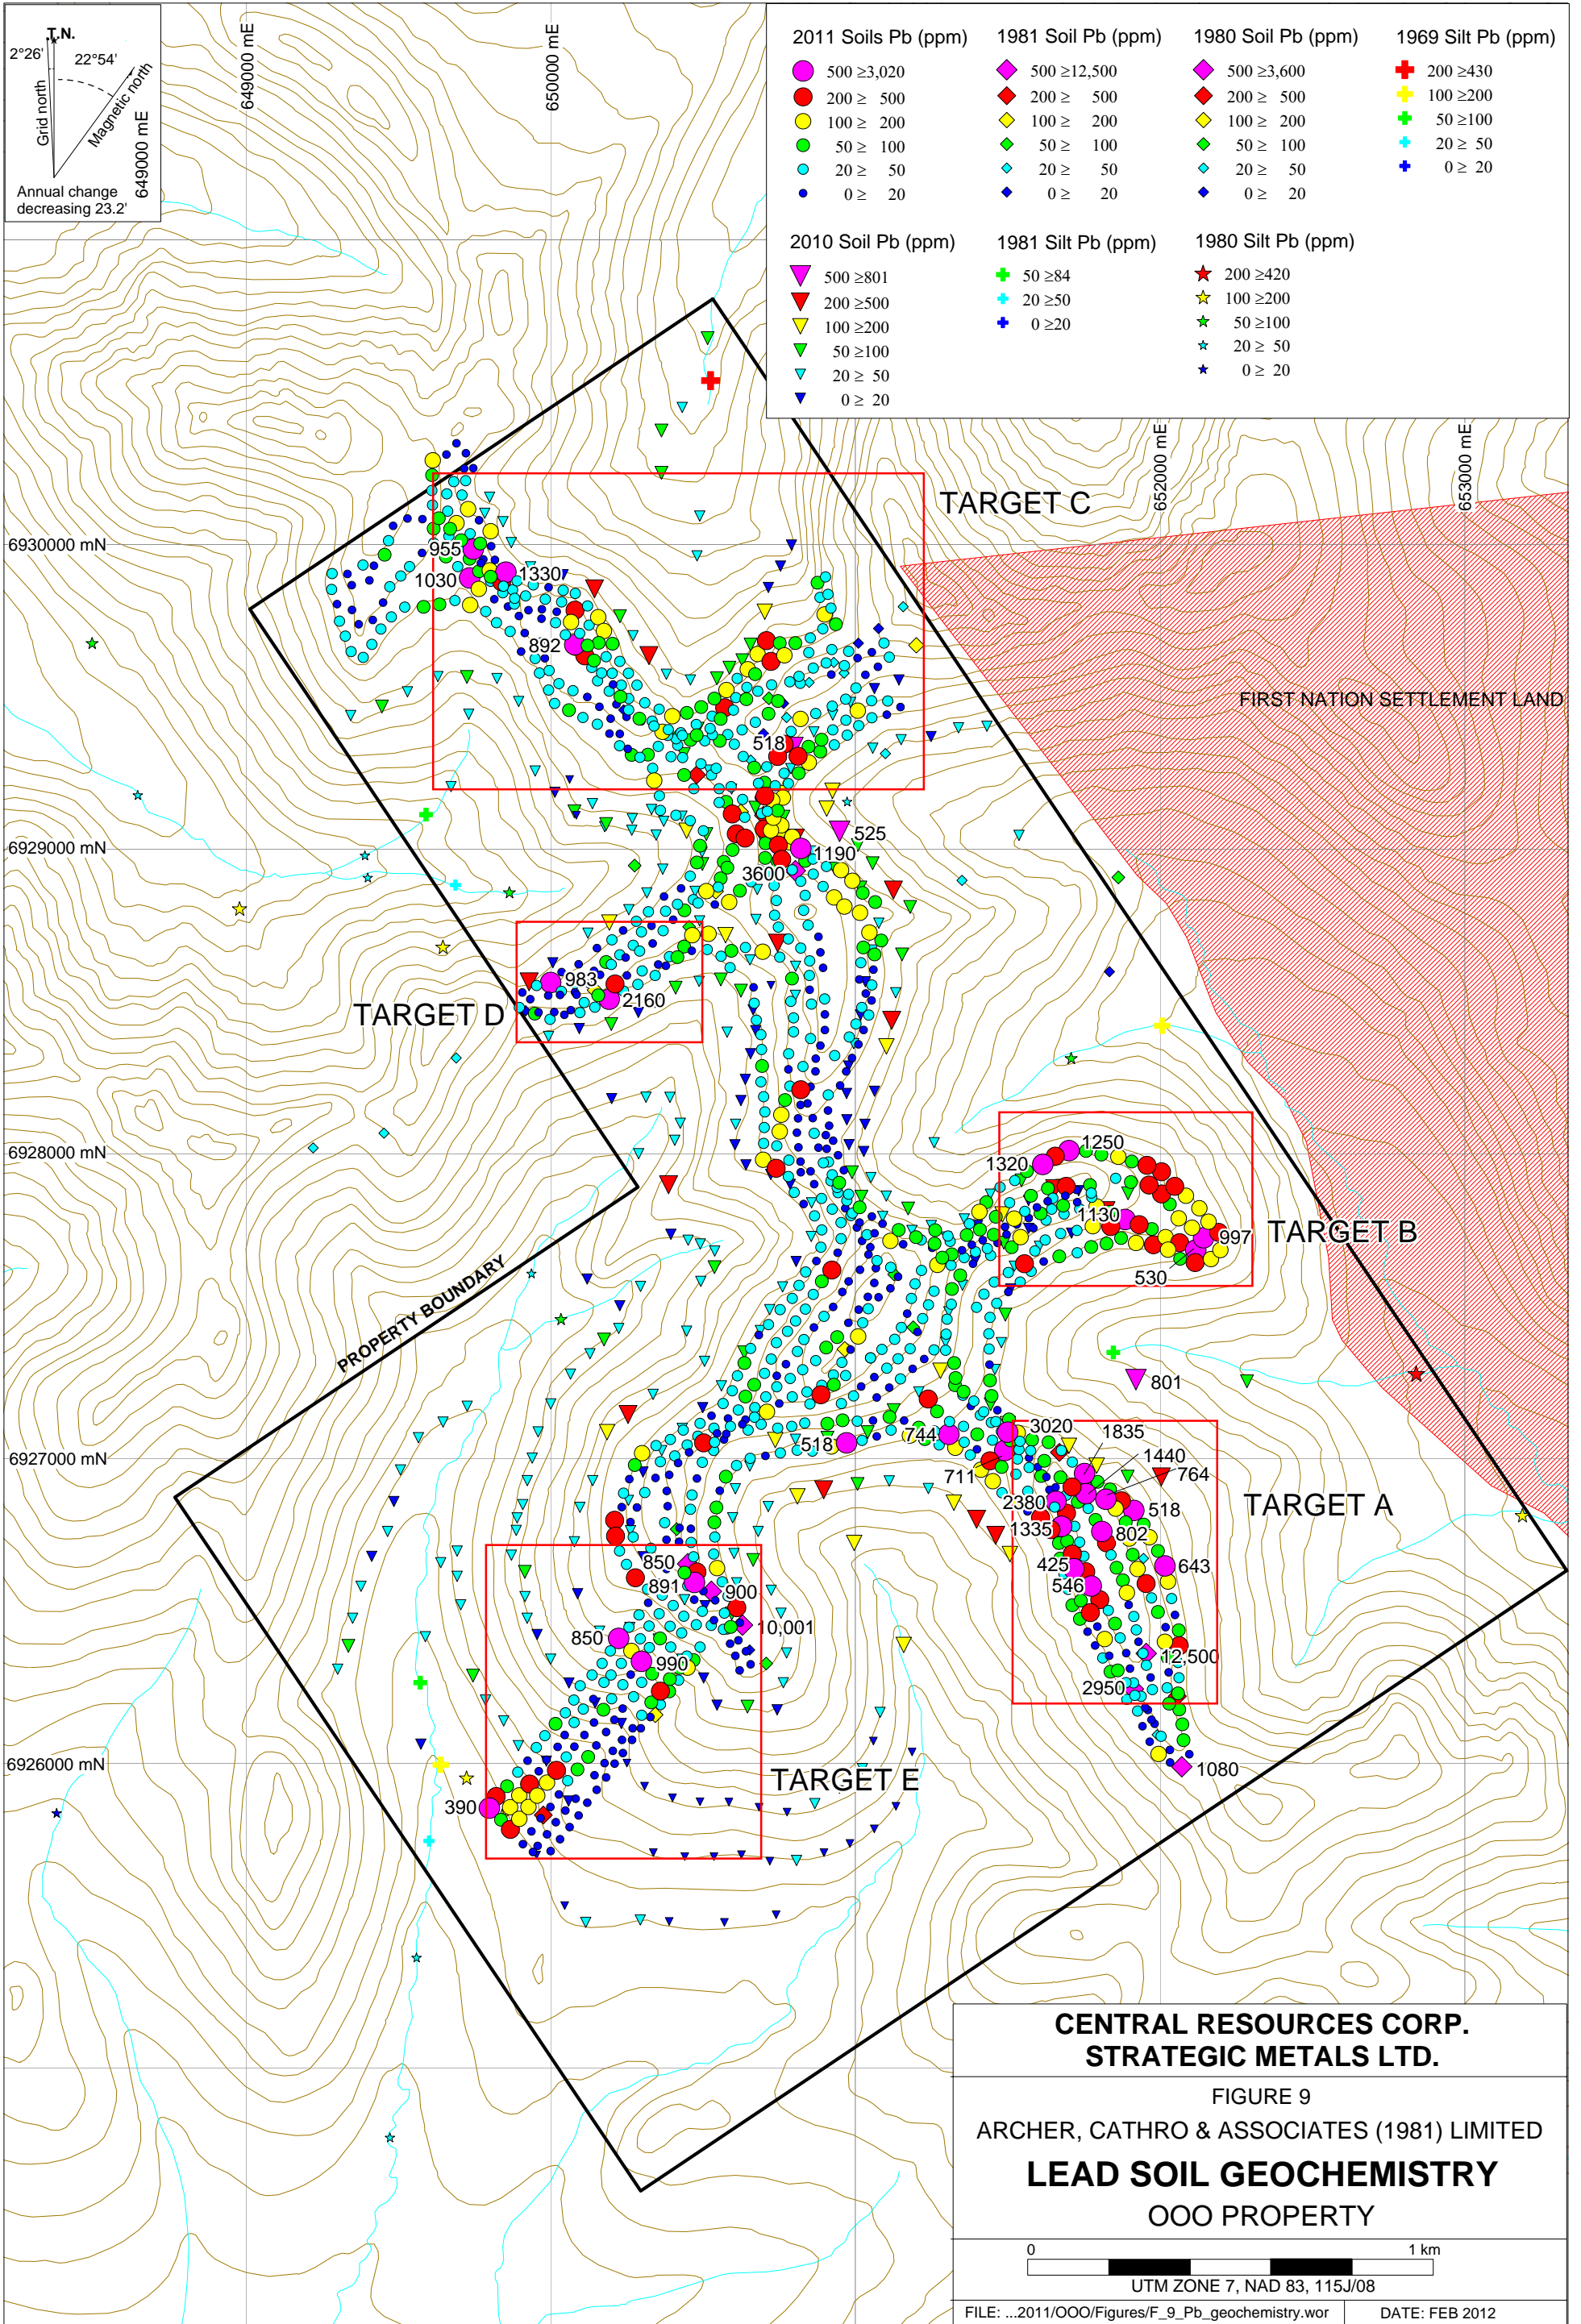 T.N.
2°26'
22°54'
Grid north
Magnetic north
Annual change
decreasing 23.2'
649000 mE
649000 mE
650000 mE
652000 mE
653000 mE
2011 Soils Pb (ppm)
500 ≥3,020
200 ≥ 500
100 ≥ 200
50 ≥ 100
20 ≥ 50
0 ≥ 20
1981 Soil Pb (ppm)
500 ≥12,500
200 ≥ 500
100 ≥ 200
50 ≥ 100
20 ≥ 50
0 ≥ 20
1980 Soil Pb (ppm)
500 ≥3,600
200 ≥ 500
100 ≥ 200
50 ≥ 100
20 ≥ 50
0 ≥ 20
1969 Silt Pb (ppm)
200 ≥430
100 ≥200
50 ≥100
20 ≥ 50
0 ≥ 20
2010 Soil Pb (ppm)
500 ≥801
200 ≥500
100 ≥200
50 ≥100
20 ≥ 50
0 ≥ 20
1981 Silt Pb (ppm)
50 ≥84
20 ≥50
0 ≥20
1980 Silt Pb (ppm)
200 ≥420
100 ≥200
50 ≥100
20 ≥ 50
0 ≥ 20
TARGET C
6930000 mN
955
1030
1330
892
FIRST NATION SETTLEMENT LAND
518
525
6929000 mN
1190
3600
983
2160
TARGET D
6928000 mN
1250
1320
1130
997
530
TARGET B
PROPERTY BOUNDARY
801
3020
744
518
1835
1440
764
711
6927000 mN
2380
518
1335
802
TARGET A
425
643
546
850
891
900
10,001
850
990
12,500
2950
6926000 mN
1080
TARGET E
390
CENTRAL RESOURCES CORP.
STRATEGIC METALS LTD.
FIGURE 9
ARCHER, CATHRO & ASSOCIATES (1981) LIMITED
LEAD SOIL GEOCHEMISTRY
OOO PROPERTY
0
1 km
UTM ZONE 7, NAD 83, 115J/08
FILE: ...2011/OOO/Figures/F_9_Pb_geochemistry.wor
DATE: FEB 2012